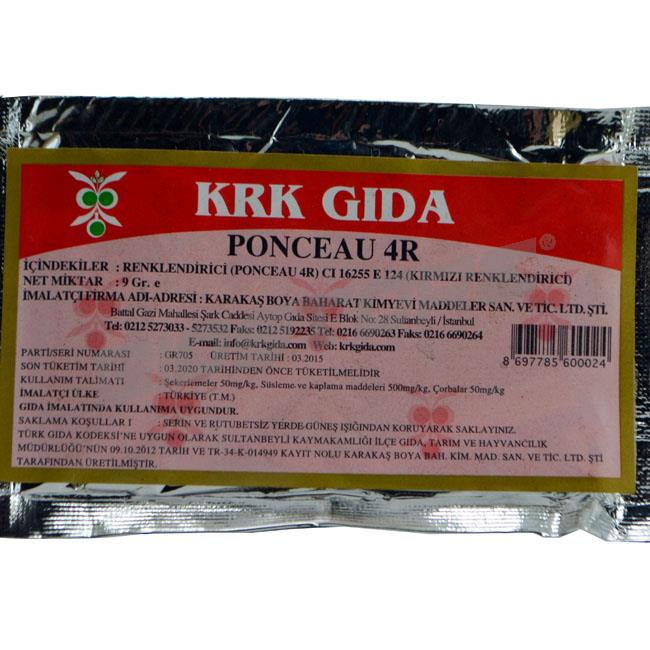 KRK GIDA
PONCEAU 4R
İÇİNDEKİLER : RENKLENDİRİCİ (PONCEAU 4R) CI 16255 E 124 (KIRMIZI RENKLENDİRİCİ)
NET MİKTAR : 9 Gr. e
İMALATÇI FİRMA ADI-ADRESİ : KARAKAŞ BOYA BAHARAT KİMYEVİ MADDELER SAN. VE TİC. LTD. ŞTİ.
Battal Gazi Mahallesi Şark Caddesi Aytop Gıda Sitesi E Blok No: 28 Sultanbeyli / İstanbul
Tel: 0212 5273033 - 5273532 Faks: 0212 5192235 Tel: 0216 6690263 Faks: 0216 6690264
E-mail: info@krkgida.com Web: krkgida.com
8 697785 600024
PARTİ/SERİ NUMARASI : GR705 ÜRETİM TARİHİ : 03.2015
SON TÜKETİM TARİHİ : 03.2020 TARİHİNDEN ÖNCE TÜKETİLMELİDİR
KULLANIM TALİMATI : Şekerlemeler 50mg/kg, Süsleme ve kaplama maddeleri 500mg/kg, Çorbalar 50mg/kg
İMALATÇI ÜLKE : TÜRKİYE (T.M.)
GIDA İMALATINDA KULLANIMA UYGUNDUR.
SAKLAMA KOŞULLAR I : SERİN VE RUTUBETSİZ YERDE GÜNEŞ IŞIĞINDAN KORUYARAK SAKLAYINIZ.
TÜRK GIDA KODEKSİ'NE UYGUN OLARAK SULTANBEYLİ KAYMAKAMLIĞI İLÇE GIDA, TARIM VE HAYVANCILIK
MÜDÜRLÜĞÜ'NÜN 09.10.2012 TARİH VE TR-34-K-014949 KAYIT NOLU KARAKAŞ BOYA BAH. KİM. MAD. SAN. VE TİC. LTD. ŞTİ
TARAFINDAN ÜRETİLMİŞTİR.